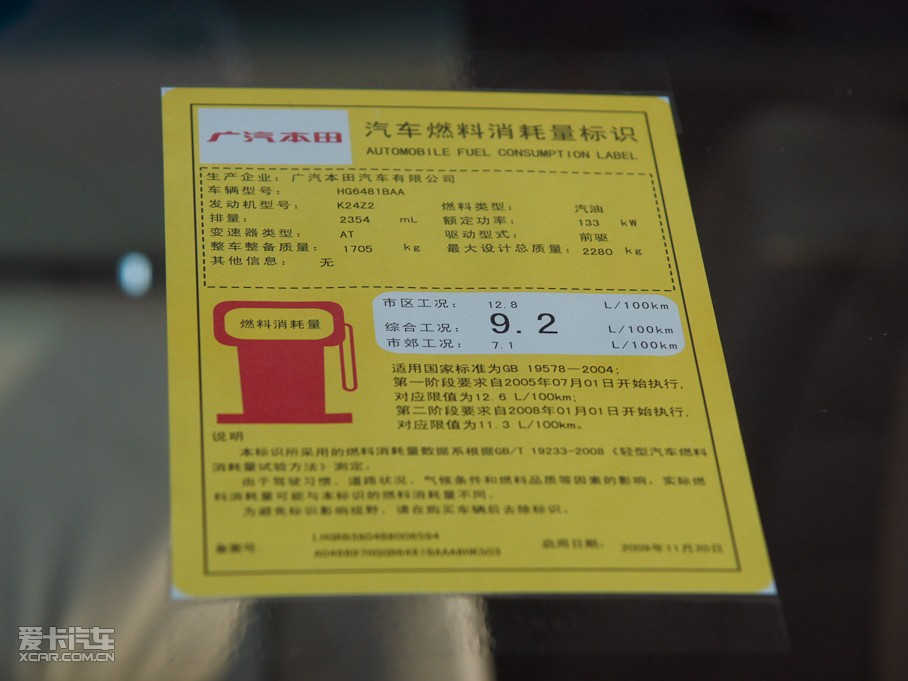 广汽本田
汽车燃料消耗量标识
AUTOMOBILE FUEL CONSUMPTION LABEL
生产企业: 广汽本田汽车有限公司
车辆型号: HG6481BAA
发动机型号: K24Z2 燃料类型: 汽油
排量: 2354 mL 额定功率: 133 kW
变速器类型: AT 驱动型式: 前驱
整车整备质量: 1705 kg 最大设计总质量: 2280 kg
其他信息: 无
燃料消耗量
市区工况: 12.8 L/100km
综合工况: 9.2 L/100km
市郊工况: 7.1 L/100km
适用国家标准为GB 19578—2004;
第一阶段要求自2005年07月01日开始执行,
对应限值为12.6 L/100km;
第二阶段要求自2008年01月01日开始执行,
对应限值为11.3 L/100km。
说明
本标识所采用的燃料消耗量数据系根据GB/T 19233-2008《轻型汽车燃料
消耗量试验方法》测定。
由于驾驶习惯、道路状况、气候条件和燃料品质等因素的影响, 实际燃
料消耗量可能与本标识的燃料消耗量不同。
为避免标识影响视野, 请在购买车辆后去除标识。
备案号:
启用日期: 2009年11月20日
爱卡汽车
XCAR.COM.CN